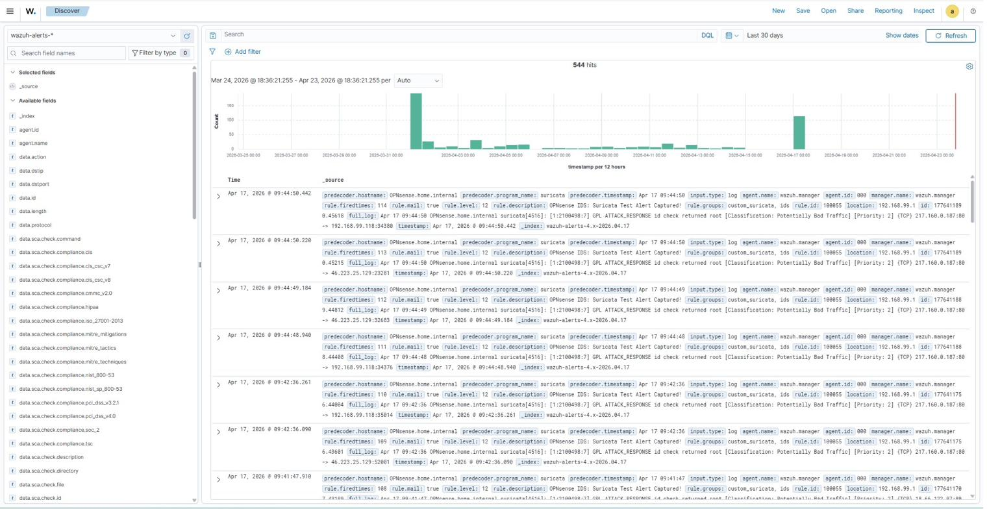 W. Discover New Save Open Share Reporting Inspect a
wazuh-alerts-*
Search DQL Last 30 days Show dates Refresh
Search field names Filter by type 0
Add filter
Selected fields
_source
Available fields
_index
agent.id
agent.name
data.action
data.dstip
data.dstport
data.id
data.length
data.protocol
data.sca.check.command
data.sca.check.compliance.cis
data.sca.check.compliance.cis_csc_v7
data.sca.check.compliance.cis_csc_v8
data.sca.check.compliance.cmmc_v2.0
data.sca.check.compliance.hipaa
data.sca.check.compliance.iso_27001-2013
data.sca.check.compliance.mitre_mitigations
data.sca.check.compliance.mitre_tactics
data.sca.check.compliance.mitre_techniques
data.sca.check.compliance.nist_800-53
data.sca.check.compliance.nist_sp_800-53
data.sca.check.compliance.pci_dss_v3.2.1
data.sca.check.compliance.pci_dss_v4.0
data.sca.check.compliance.soc_2
data.sca.check.compliance.tsc
data.sca.check.description
data.sca.check.directory
data.sca.check.file
data.sca.check.id
544 hits
Mar 24, 2026 @ 18:36:21.255 - Apr 23, 2026 @ 18:36:21.255 per Auto
Count
150
100
50
0
2026-03-25 00:00 2026-03-27 00:00 2026-03-29 00:00 2026-03-31 00:00 2026-04-03 00:00 2026-04-05 00:00 2026-04-07 00:00 2026-04-09 00:00 2026-04-11 00:00 2026-04-13 00:00 2026-04-15 00:00 2026-04-17 00:00 2026-04-19 00:00 2026-04-21 00:00 2026-04-23 00:00
timestamp per 12 hours
Time _source
Apr 17, 2026 @ 09:44:50.442 predecoder.hostname: OPNsense.home.internal predecoder.program_name: suricata predecoder.timestamp: Apr 17 09:44:50 input.type: log agent.name: wazuh.manager agent.id: 000 manager.name: wazuh.manager
rule.firedtimes: 114 rule.mail: true rule.level: 12 rule.description: OPNsense IDS: Suricata Test Alert Captured! rule.groups: custom_suricata, ids rule.id: 100055 location: 192.168.99.1 id: 177641189
0.45618 full_log: Apr 17 09:44:50 OPNsense.home.internal suricata[4516]: [1:2100498:7] GPL ATTACK_RESPONSE id check returned root [Classification: Potentially Bad Traffic] [Priority: 2] {TCP} 217.160.0.187:80
-> 192.168.99.118:34380 timestamp: Apr 17, 2026 @ 09:44:50.442 _index: wazuh-alerts-4.x-2026.04.17
Apr 17, 2026 @ 09:44:50.220 predecoder.hostname: OPNsense.home.internal predecoder.program_name: suricata predecoder.timestamp: Apr 17 09:44:50 input.type: log agent.name: wazuh.manager agent.id: 000 manager.name: wazuh.manager
rule.firedtimes: 113 rule.mail: true rule.level: 12 rule.description: OPNsense IDS: Suricata Test Alert Captured! rule.groups: custom_suricata, ids rule.id: 100055 location: 192.168.99.1 id: 177641189
0.45215 full_log: Apr 17 09:44:50 OPNsense.home.internal suricata[4516]: [1:2100498:7] GPL ATTACK_RESPONSE id check returned root [Classification: Potentially Bad Traffic] [Priority: 2] {TCP} 217.160.0.187:80
-> 46.223.25.129:23281 timestamp: Apr 17, 2026 @ 09:44:50.220 _index: wazuh-alerts-4.x-2026.04.17
Apr 17, 2026 @ 09:44:49.184 predecoder.hostname: OPNsense.home.internal predecoder.program_name: suricata predecoder.timestamp: Apr 17 09:44:49 input.type: log agent.name: wazuh.manager agent.id: 000 manager.name: wazuh.manager
rule.firedtimes: 112 rule.mail: true rule.level: 12 rule.description: OPNsense IDS: Suricata Test Alert Captured! rule.groups: custom_suricata, ids rule.id: 100055 location: 192.168.99.1 id: 177641188
9.44812 full_log: Apr 17 09:44:49 OPNsense.home.internal suricata[4516]: [1:2100498:7] GPL ATTACK_RESPONSE id check returned root [Classification: Potentially Bad Traffic] [Priority: 2] {TCP} 217.160.0.187:80
-> 46.223.25.129:32683 timestamp: Apr 17, 2026 @ 09:44:49.184 _index: wazuh-alerts-4.x-2026.04.17
Apr 17, 2026 @ 09:44:48.940 predecoder.hostname: OPNsense.home.internal predecoder.program_name: suricata predecoder.timestamp: Apr 17 09:44:48 input.type: log agent.name: wazuh.manager agent.id: 000 manager.name: wazuh.manager
rule.firedtimes: 111 rule.mail: true rule.level: 12 rule.description: OPNsense IDS: Suricata Test Alert Captured! rule.groups: custom_suricata, ids rule.id: 100055 location: 192.168.99.1 id: 177641188
8.44408 full_log: Apr 17 09:44:48 OPNsense.home.internal suricata[4516]: [1:2100498:7] GPL ATTACK_RESPONSE id check returned root [Classification: Potentially Bad Traffic] [Priority: 2] {TCP} 217.160.0.187:80
-> 192.168.99.118:34376 timestamp: Apr 17, 2026 @ 09:44:48.940 _index: wazuh-alerts-4.x-2026.04.17
Apr 17, 2026 @ 09:42:36.261 predecoder.hostname: OPNsense.home.internal predecoder.program_name: suricata predecoder.timestamp: Apr 17 09:42:36 input.type: log agent.name: wazuh.manager agent.id: 000 manager.name: wazuh.manager
rule.firedtimes: 110 rule.mail: true rule.level: 12 rule.description: OPNsense IDS: Suricata Test Alert Captured! rule.groups: custom_suricata, ids rule.id: 100055 location: 192.168.99.1 id: 177641175
6.44004 full_log: Apr 17 09:42:36 OPNsense.home.internal suricata[4516]: [1:2100498:7] GPL ATTACK_RESPONSE id check returned root [Classification: Potentially Bad Traffic] [Priority: 2] {TCP} 217.160.0.187:80
-> 192.168.99.118:35014 timestamp: Apr 17, 2026 @ 09:42:36.261 _index: wazuh-alerts-4.x-2026.04.17
Apr 17, 2026 @ 09:42:36.090 predecoder.hostname: OPNsense.home.internal predecoder.program_name: suricata predecoder.timestamp: Apr 17 09:42:36 input.type: log agent.name: wazuh.manager agent.id: 000 manager.name: wazuh.manager
rule.firedtimes: 109 rule.mail: true rule.level: 12 rule.description: OPNsense IDS: Suricata Test Alert Captured! rule.groups: custom_suricata, ids rule.id: 100055 location: 192.168.99.1 id: 177641175
6.43601 full_log: Apr 17 09:42:36 OPNsense.home.internal suricata[4516]: [1:2100498:7] GPL ATTACK_RESPONSE id check returned root [Classification: Potentially Bad Traffic] [Priority: 2] {TCP} 217.160.0.187:80
-> 46.223.25.129:52001 timestamp: Apr 17, 2026 @ 09:42:36.090 _index: wazuh-alerts-4.x-2026.04.17
Apr 17, 2026 @ 09:41:47.910 predecoder.hostname: OPNsense.home.internal predecoder.program_name: suricata predecoder.timestamp: Apr 17 09:41:47 input.type: log agent.name: wazuh.manager agent.id: 000 manager.name: wazuh.manager
rule.firedtimes: 108 rule.mail: true rule.level: 12 rule.description: OPNsense IDS: Suricata Test Alert Captured! rule.groups: custom_suricata, ids rule.id: 100055 location: 192.168.99.1 id: 177641170